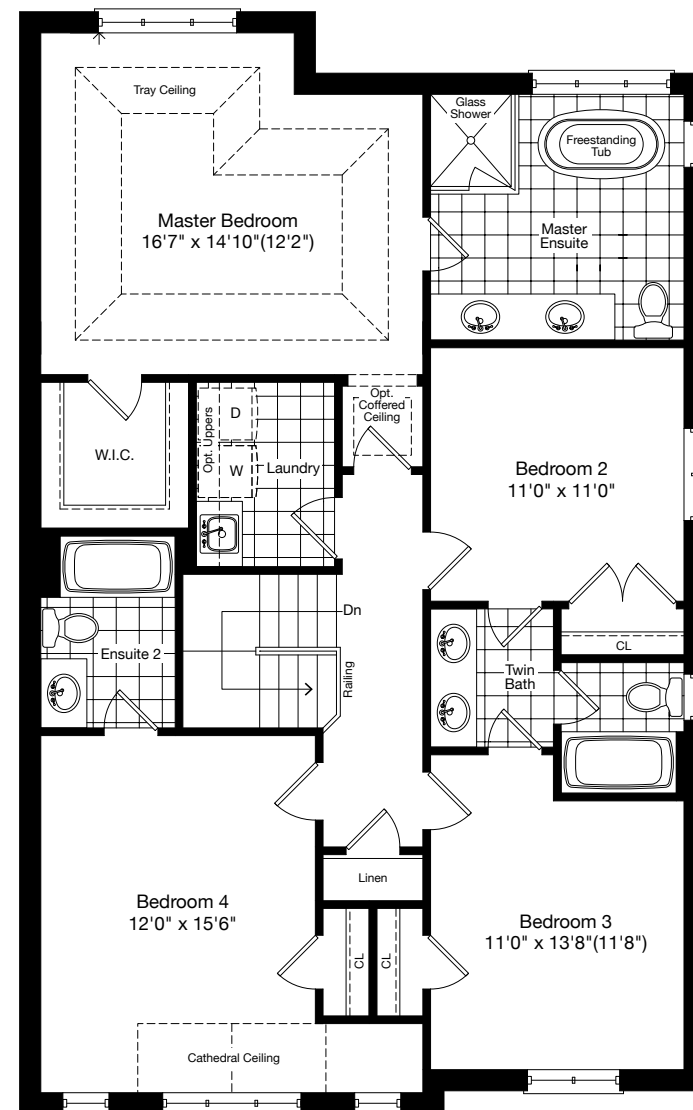 Tray Ceiling
Glass
Shower
Freestanding
Tub
Master Bedroom
16'7" x 14'10"(12'2")
Master
Ensuite
W.I.C.
Opt. Uppers
D
W
Laundry
Opt.
Coffered
Ceiling
Bedroom 2
11'0" x 11'0"
Dn
Railing
Ensuite 2
CL
Twin
Bath
Linen
Bedroom 4
12'0" x 15'6"
CL
CL
Bedroom 3
11'0" x 13'8"(11'8")
Cathedral Ceiling